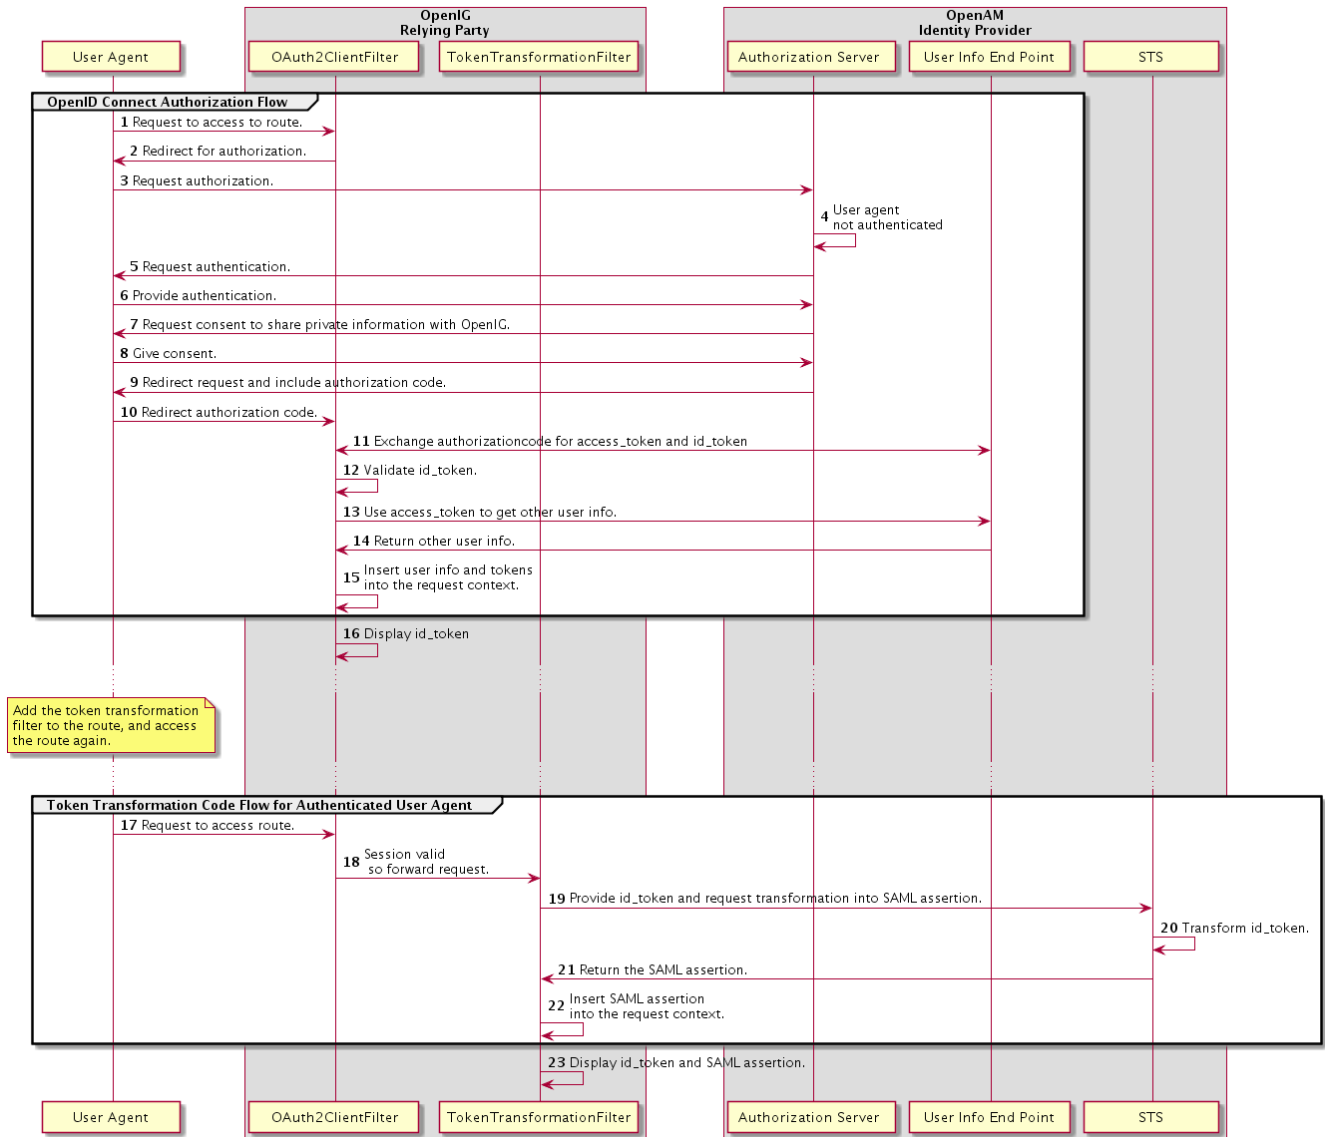 OpenIG
Relying Party
OpenAM
Identity Provider
User Agent
OAuth2ClientFilter
TokenTransformationFilter
Authorization Server
User Info End Point
STS
OpenID Connect Authorization Flow
1 Request to access to route.
2 Redirect for authorization.
3 Request authorization.
4 User agent
not authenticated
5 Request authentication.
6 Provide authentication.
7 Request consent to share private information with OpenIG.
8 Give consent.
9 Redirect request and include authorization code.
10 Redirect authorization code.
11 Exchange authorizationcode for access_token and id_token
12 Validate id_token.
13 Use access_token to get other user info.
14 Return other user info.
15 Insert user info and tokens
into the request context.
16 Display id_token
Add the token transformation
filter to the route, and access
the route again.
Token Transformation Code Flow for Authenticated User Agent
17 Request to access route.
18 Session valid
so forward request.
19 Provide id_token and request transformation into SAML assertion.
20 Transform id_token.
21 Return the SAML assertion.
22 Insert SAML assertion
into the request context.
23 Display id_token and SAML assertion.
User Agent
OAuth2ClientFilter
TokenTransformationFilter
Authorization Server
User Info End Point
STS